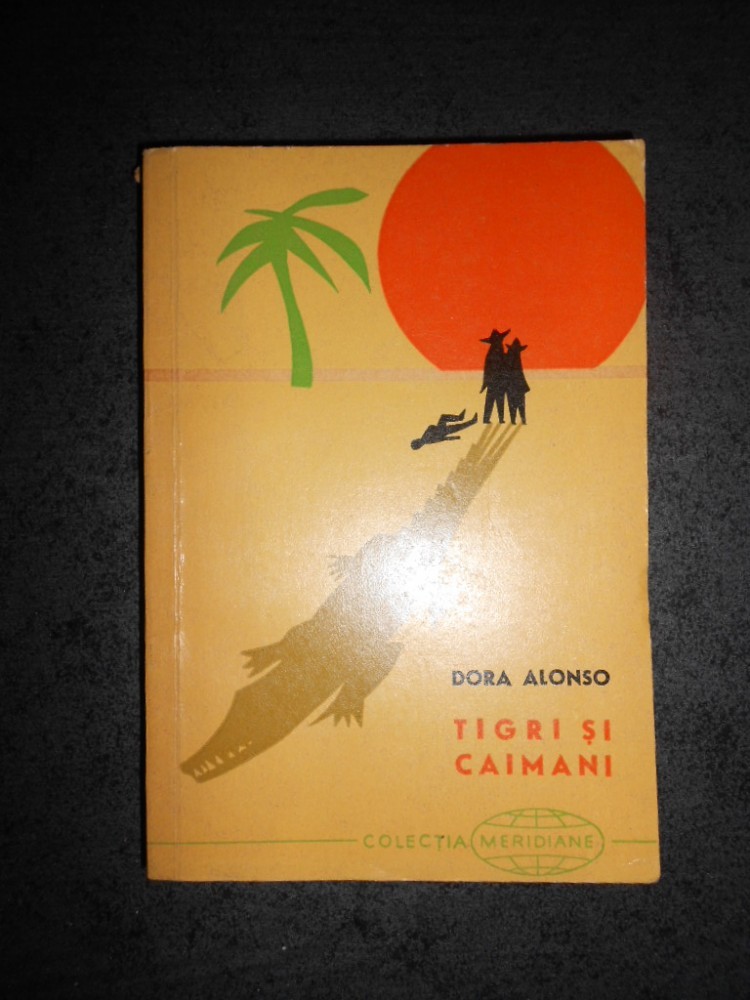 DORA ALONSO
TIGRI ȘI
CAIMANI
COLECȚIA MERIDIANE